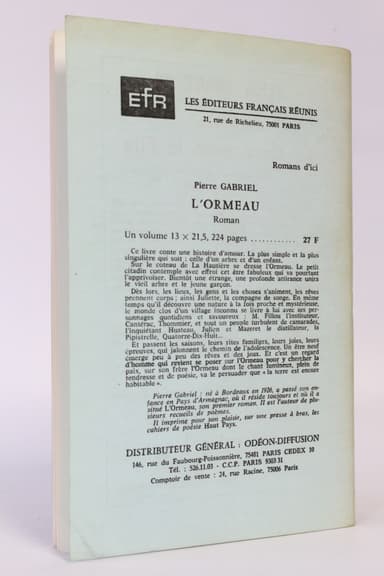 EFR
LES ÉDITEURS FRANÇAIS RÉUNIS
21, rue de Richelieu, 75001 PARIS
Romans d'ici
Pierre GABRIEL
L'ORMEAU
Roman
Un volume 13 × 21,5, 224 pages ............ 27 F
Ce livre conte une histoire d'amour. La plus simple et la plus
singulière qui soit : celle d'un arbre et d'un enfant.
Sur le coteau de La Hautière se dresse l'Ormeau. Le petit
citadin contemple avec effroi cet être fabuleux qui va pourtant
l'apprivoiser. Bientôt une étrange, une profonde attirance unira
le vieil arbre et le jeune garçon.
Dès lors, les lieux, les gens et les choses s'animent, les rêves
prennent corps ; ainsi Juliette, la compagne de songe. En même
temps qu'il découvre une nature à la fois proche et mystérieuse,
le monde clos d'un village inconnu se livre à lui avec ses per-
sonnages quotidiens et savoureux : M. Filiou l'instituteur,
Cantérac, Thommier, et tout un peuple turbulent de camarades,
l'inquiétant Husteau, Julien et Mazeret le distillateur, la
Pipistrelle, Quatorze-Dix-Huit...
Et passent les saisons, leurs rites familiers, leurs joies, leurs
épreuves, qui jalonnent le chemin de l'adolescence. Un être neuf
émerge peu à peu des rêves et des jeux. Et c'est un regard
d'homme qui revient se poser sur l'Ormeau pour y chercher la
paix, sur son frère l'Ormeau dont le chant lumineux, plein de
tendresse et de poésie, va le persuader que « la terre est encore
habitable ».
Pierre Gabriel : né à Bordeaux en 1926, a passé son en-
fance en Pays d'Armagnac, où il réside toujours et où il a
situé L'Ormeau, son premier roman. Il est l'auteur de plu-
sieurs recueils de poèmes.
Il imprime pour son plaisir, sur une presse à bras, les
cahiers de poésie Haut Pays.
DISTRIBUTEUR GÉNÉRAL : ODÉON-DIFFUSION
146, rue du Faubourg-Poissonnière, 75481 PARIS CEDEX 10
Tél. : 526.11.03 - C.C.P. PARIS 9303 31
Comptoir de vente : 24, rue Racine, 75006 Paris